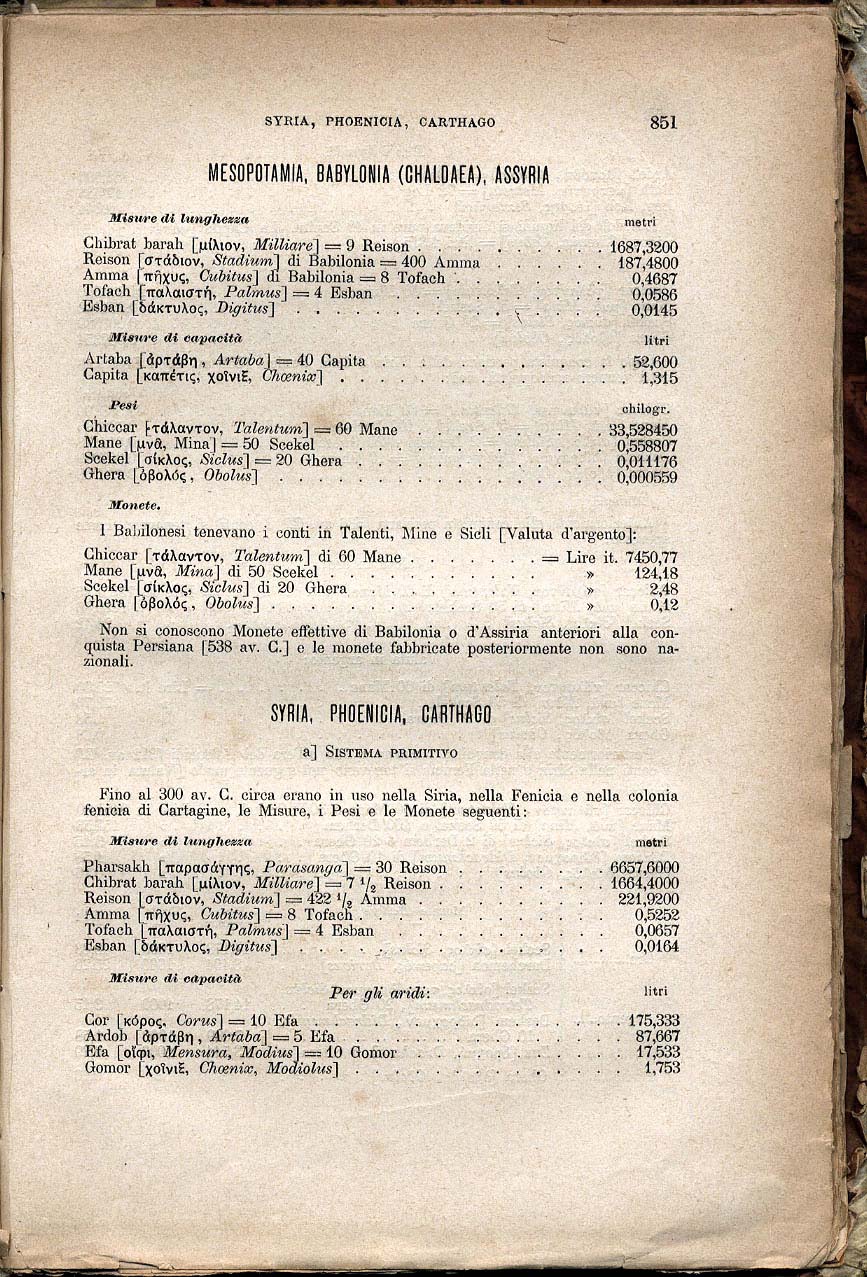 SYRIA, PHOENICIA, CARTHAGO 851
MESOPOTAMIA, BABYLONIA (CHALDAEA), ASSYRIA
Misure di lunghezza metri
Chibrat barah [μίλιον, Milliare] = 9 Reison . . . . . . . . . . 1687,3200
Reison [στάδιον, Stadium] di Babilonia = 400 Amma . . . . . . 187,4800
Amma [πῆχυς, Cubitus] di Babilonia = 8 Tofach . . . . . . . . 0,4687
Tofach [παλαιστή, Palmus] = 4 Esban . . . . . . . . . . . 0,0586
Esban [δάκτυλος, Digitus] . . . . . . . . . . . . . . 0,0145
Misure di capacità litri
Artaba [ἀρτάβη, Artaba] = 40 Capita . . . . . . . . . . . . 52,600
Capita [καπέτις, χοῖνιξ, Chœnix] . . . . . . . . . . . . . . 1,315
Pesi chilogr.
Chiccar [τάλαντον, Talentum] = 60 Mane . . . . . . . . . . 33,528450
Mane [μνᾶ, Mina] = 50 Scekel . . . . . . . . . . . . . 0,558807
Scekel [σίκλος, Siclus] = 20 Ghera . . . . . . . . . . . . 0,011176
Ghera [ὀβολός, Obolus] . . . . . . . . . . . . . . . 0,000559
Monete.
I Babilonesi tenevano i conti in Talenti, Mine e Sicli [Valuta d'argento]:
Chiccar [τάλαντον, Talentum] di 60 Mane . . . . . . . = Lire it. 7450,77
Mane [μνᾶ, Mina] di 50 Scekel . . . . . . . . . . » 124,18
Scekel [σίκλος, Siclus] di 20 Ghera . . . . . . . . » 2,48
Ghera [ὀβολός, Obolus] . . . . . . . . . . . . » 0,12
Non si conoscono Monete effettive di Babilonia o d'Assiria anteriori alla con-
quista Persiana [538 av. C.] e le monete fabbricate posteriormente non sono na-
zionali.
SYRIA, PHOENICIA, CARTHAGO
a] SISTEMA PRIMITIVO
Fino al 300 av. C. circa erano in uso nella Siria, nella Fenicia e nella colonia
fenicia di Cartagine, le Misure, i Pesi e le Monete seguenti:
Misure di lunghezza metri
Pharsakh [παρασάγγης, Parasanga] = 30 Reison . . . . . . . . 6657,6000
Chibrat barah [μίλιον, Milliare] = 7 1/2 Reison . . . . . . . . . 1664,4000
Reison [στάδιον, Stadium] = 422 1/2 Amma . . . . . . . . . . 221,9200
Amma [πῆχυς, Cubitus] = 8 Tofach . . . . . . . . . . . . 0,5252
Tofach [παλαιστή, Palmus] = 4 Esban . . . . . . . . . . . 0,0657
Esban [δάκτυλος, Digitus] . . . . . . . . . . . . . . 0,0164
Misure di capacità
Per gli aridi: litri
Cor [κόρος, Corus] = 10 Efa . . . . . . . . . . . . . . 175,333
Ardob [ἀρτάβη, Artaba] = 5 Efa . . . . . . . . . . . . . 87,667
Efa [οἶφι, Mensura, Modius] = 10 Gomor . . . . . . . . . . 17,533
Gomor [χοῖνιξ, Chœnix, Modiolus] . . . . . . . . . . . . . 1,753